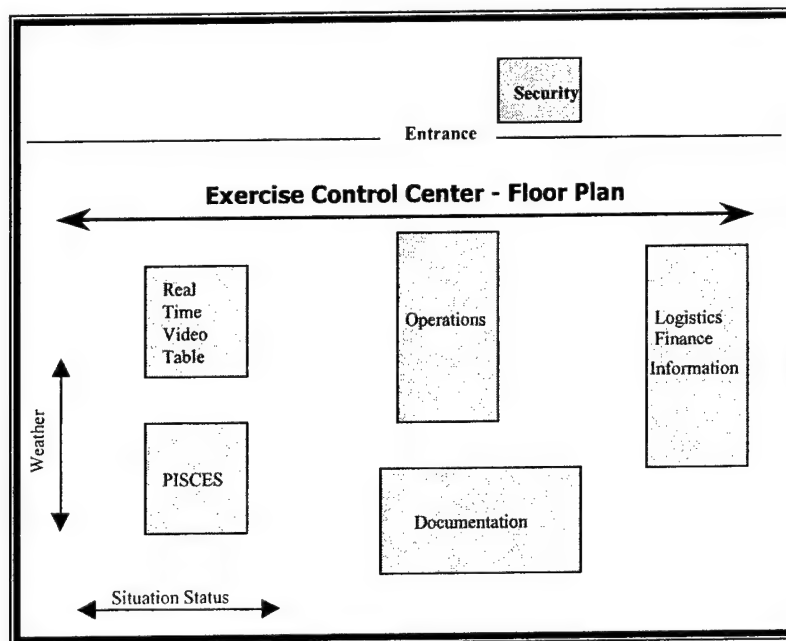 Security
Entrance
Exercise Control Center - Floor Plan
Real
Time
Video
Table
Operations
Logistics
Finance
Information
Weather
PISCES
Documentation
Situation Status